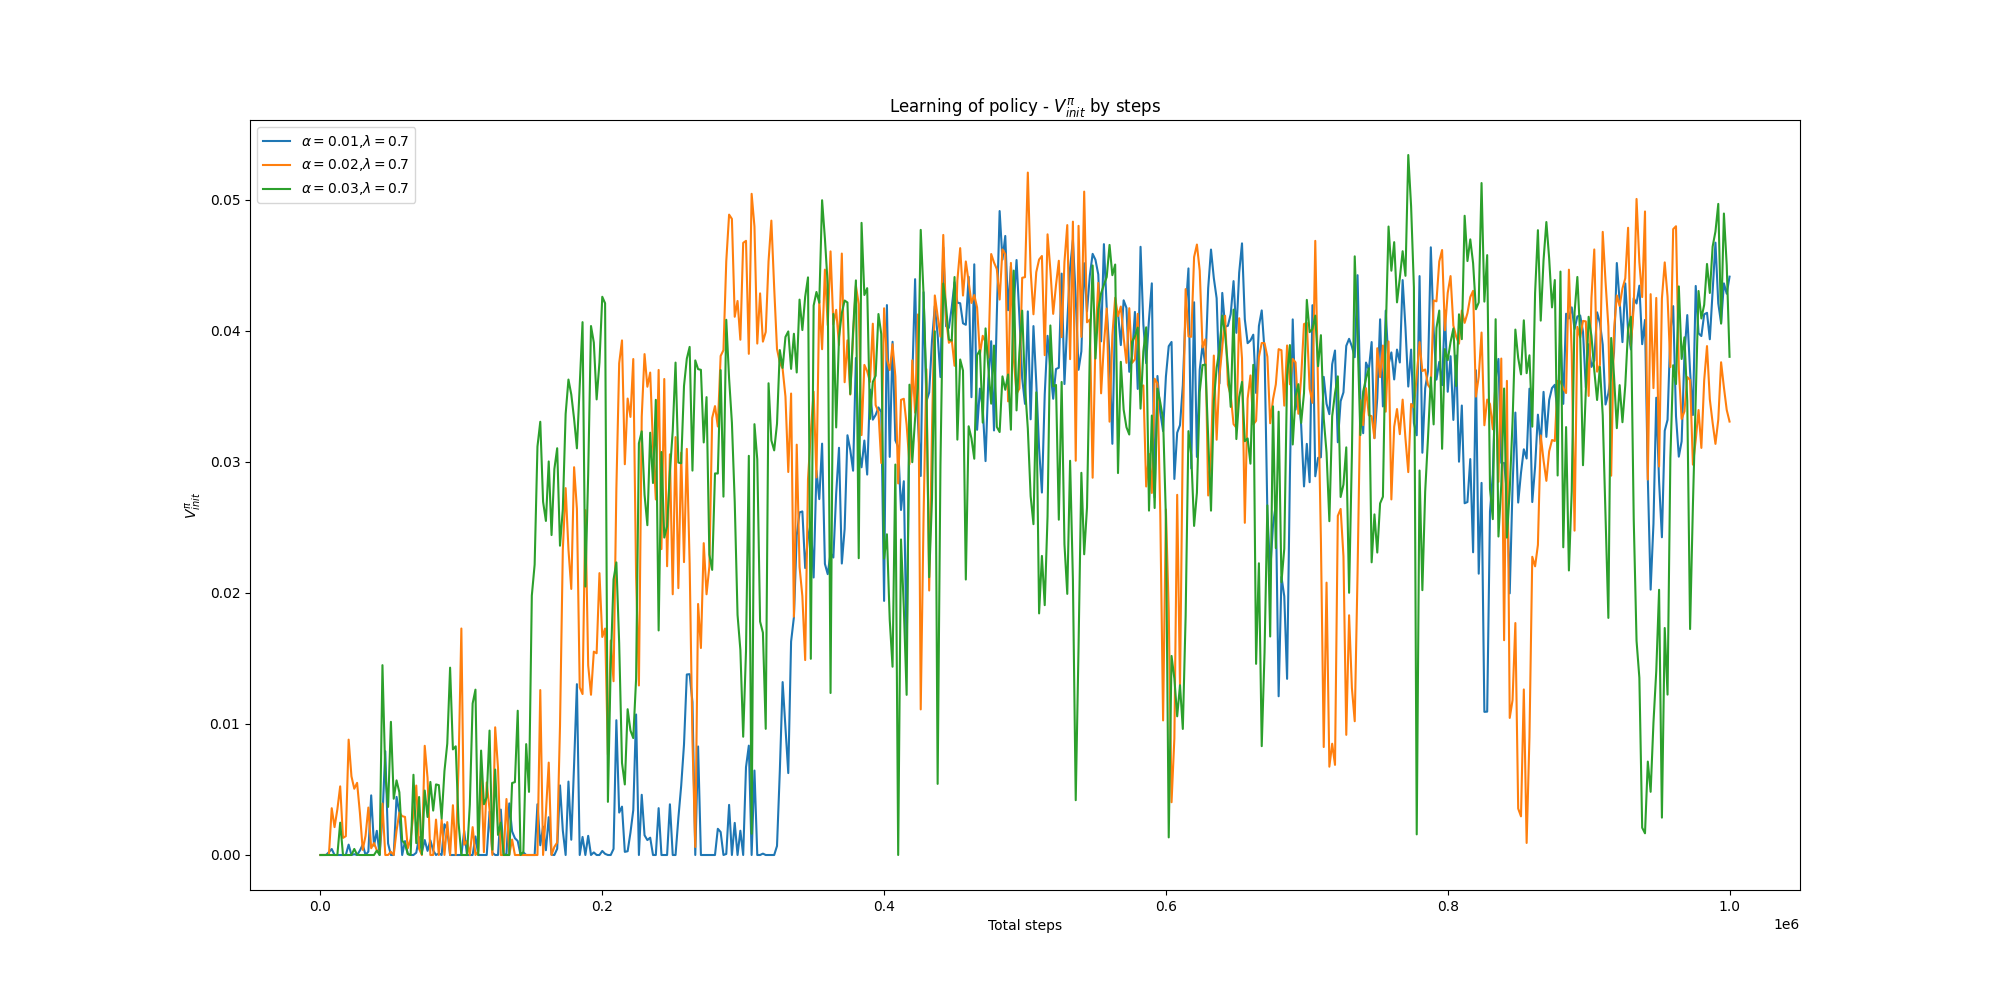 Learning of policy - $V^{\pi}_{init}$ by steps
α = 0.01,λ = 0.7
α = 0.02,λ = 0.7
α = 0.03,λ = 0.7
$V^{\pi}_{init}$
0.05
0.04
0.03
0.02
0.01
0.00
0.0 0.2 0.4 0.6 0.8 1.0
Total steps
1e6